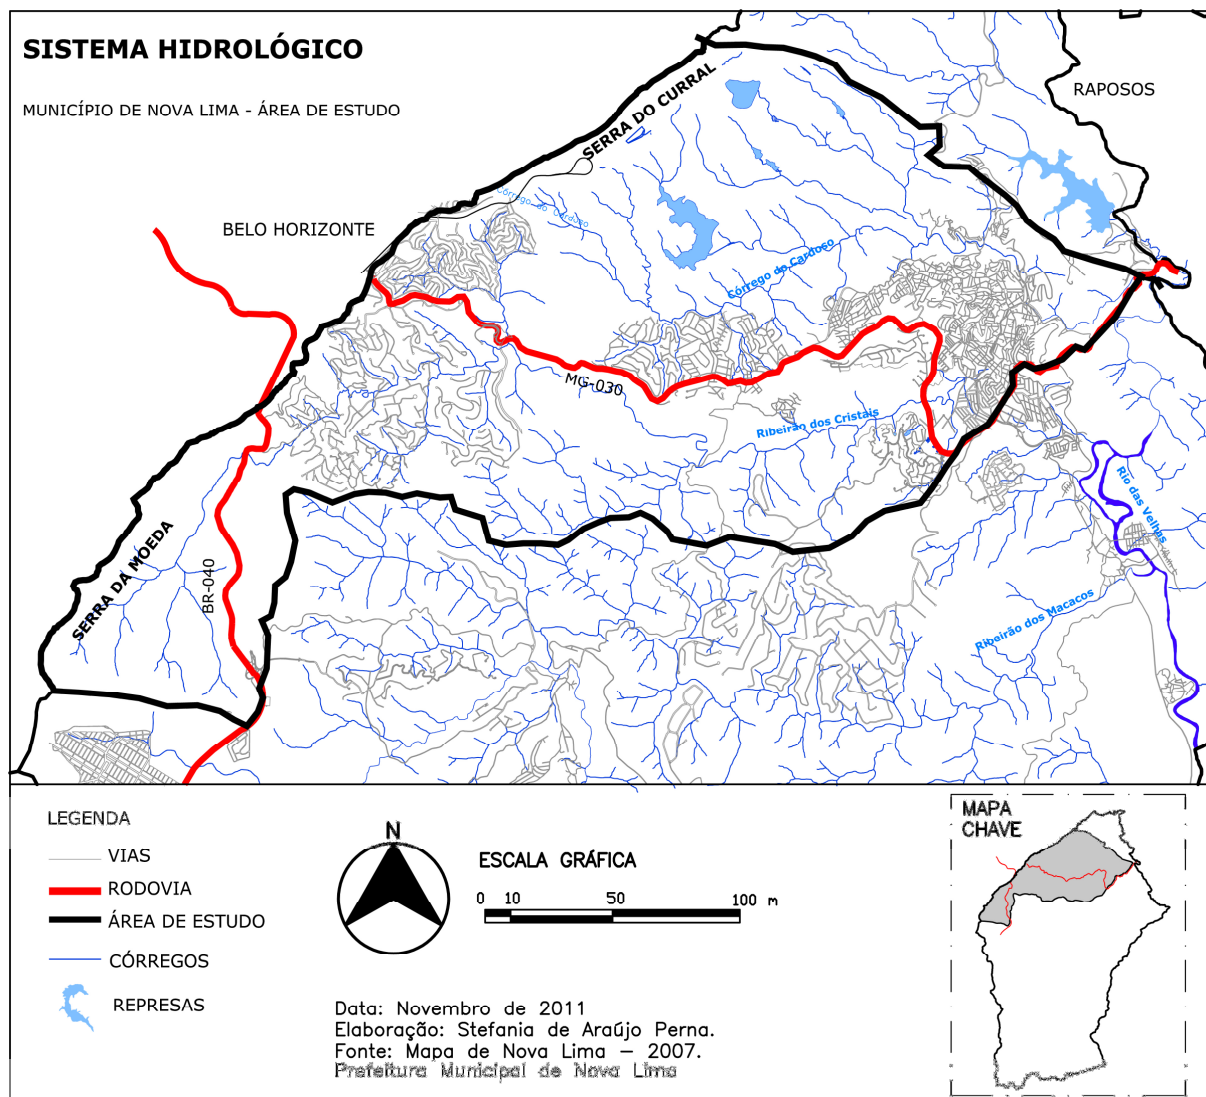 SISTEMA HIDROLÓGICO
MUNICÍPIO DE NOVA LIMA - ÁREA DE ESTUDO
RAPOSOS
SERRA DO CURRAL
Córrego do Cardoso
BELO HORIZONTE
Córrego do Cardoso
MG-030
Ribeirão dos Cristais
Rio das Velhas
SERRA DA MOEDA
BR-040
Ribeirão dos Macacos
LEGENDA
VIAS
RODOVIA
ÁREA DE ESTUDO
CÓRREGOS
REPRESAS
N
ESCALA GRÁFICA
0 10 50 100 m
Data: Novembro de 2011
Elaboração: Stefania de Araújo Perna.
Fonte: Mapa de Nova Lima – 2007.
Prefeitura Municipal de Nova Lima
MAPA
CHAVE